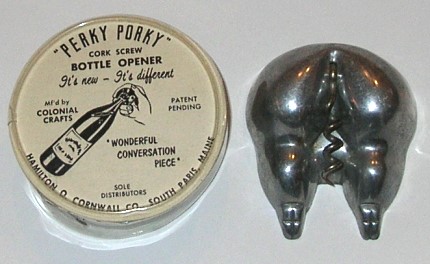 "PERKY PORKY"
CORK SCREW
BOTTLE OPENER
It's new - It's different
MF'd by
COLONIAL
CRAFTS
PATENT
PENDING
"WONDERFUL
CONVERSATION
PIECE"
SOLE
DISTRIBUTORS
HAMILTON O. CORNWALL CO. SOUTH PARIS, MAINE